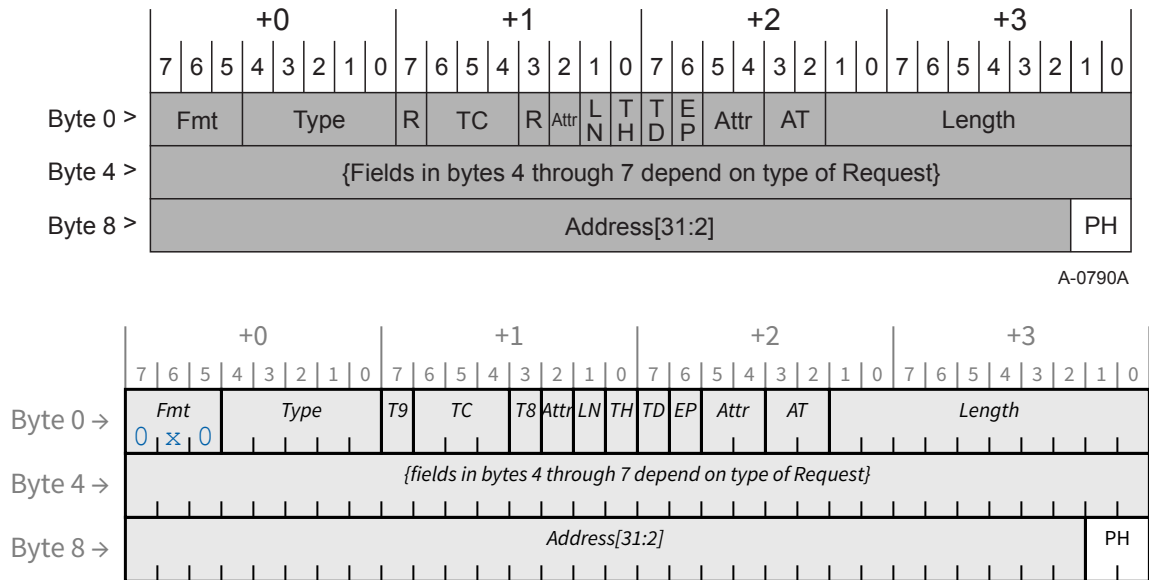 +0 +1 +2 +3
7 6 5 4 3 2 1 0 7 6 5 4 3 2 1 0 7 6 5 4 3 2 1 0 7 6 5 4 3 2 1 0
Byte 0 > Fmt Type R TC R Attr LN TH TD EP Attr AT Length
Byte 4 > {Fields in bytes 4 through 7 depend on type of Request}
Byte 8 > Address[31:2] PH
A-0790A
+0 +1 +2 +3
7 6 5 4 3 2 1 0 7 6 5 4 3 2 1 0 7 6 5 4 3 2 1 0 7 6 5 4 3 2 1 0
Byte 0 → Fmt Type T9 TC T8 Attr LN TH TD EP Attr AT Length
0 x 0
Byte 4 → {fields in bytes 4 through 7 depend on type of Request}
Byte 8 → Address[31:2] PH